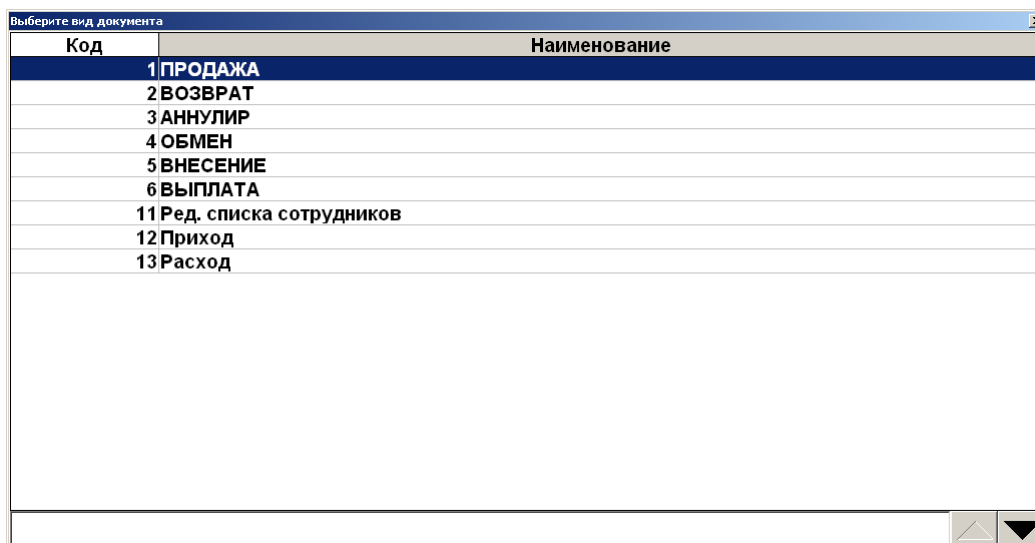 Выберите вид документа
Код Наименование
1 ПРОДАЖА
2 ВОЗВРАТ
3 АННУЛИР
4 ОБМЕН
5 ВНЕСЕНИЕ
6 ВЫПЛАТА
11 Ред. списка сотрудников
12 Приход
13 Расход